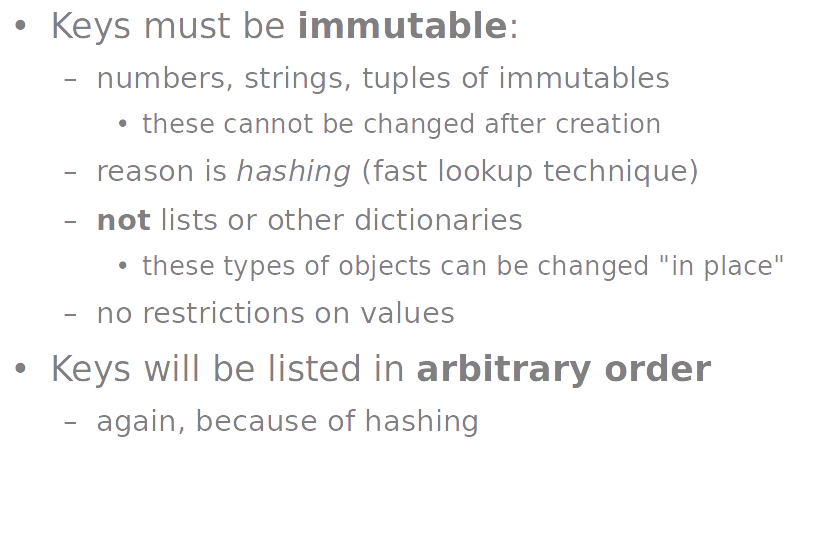 • Keys must be immutable:
– numbers, strings, tuples of immutables
• these cannot be changed after creation
– reason is hashing (fast lookup technique)
– not lists or other dictionaries
• these types of objects can be changed "in place"
– no restrictions on values
• Keys will be listed in arbitrary order
– again, because of hashing